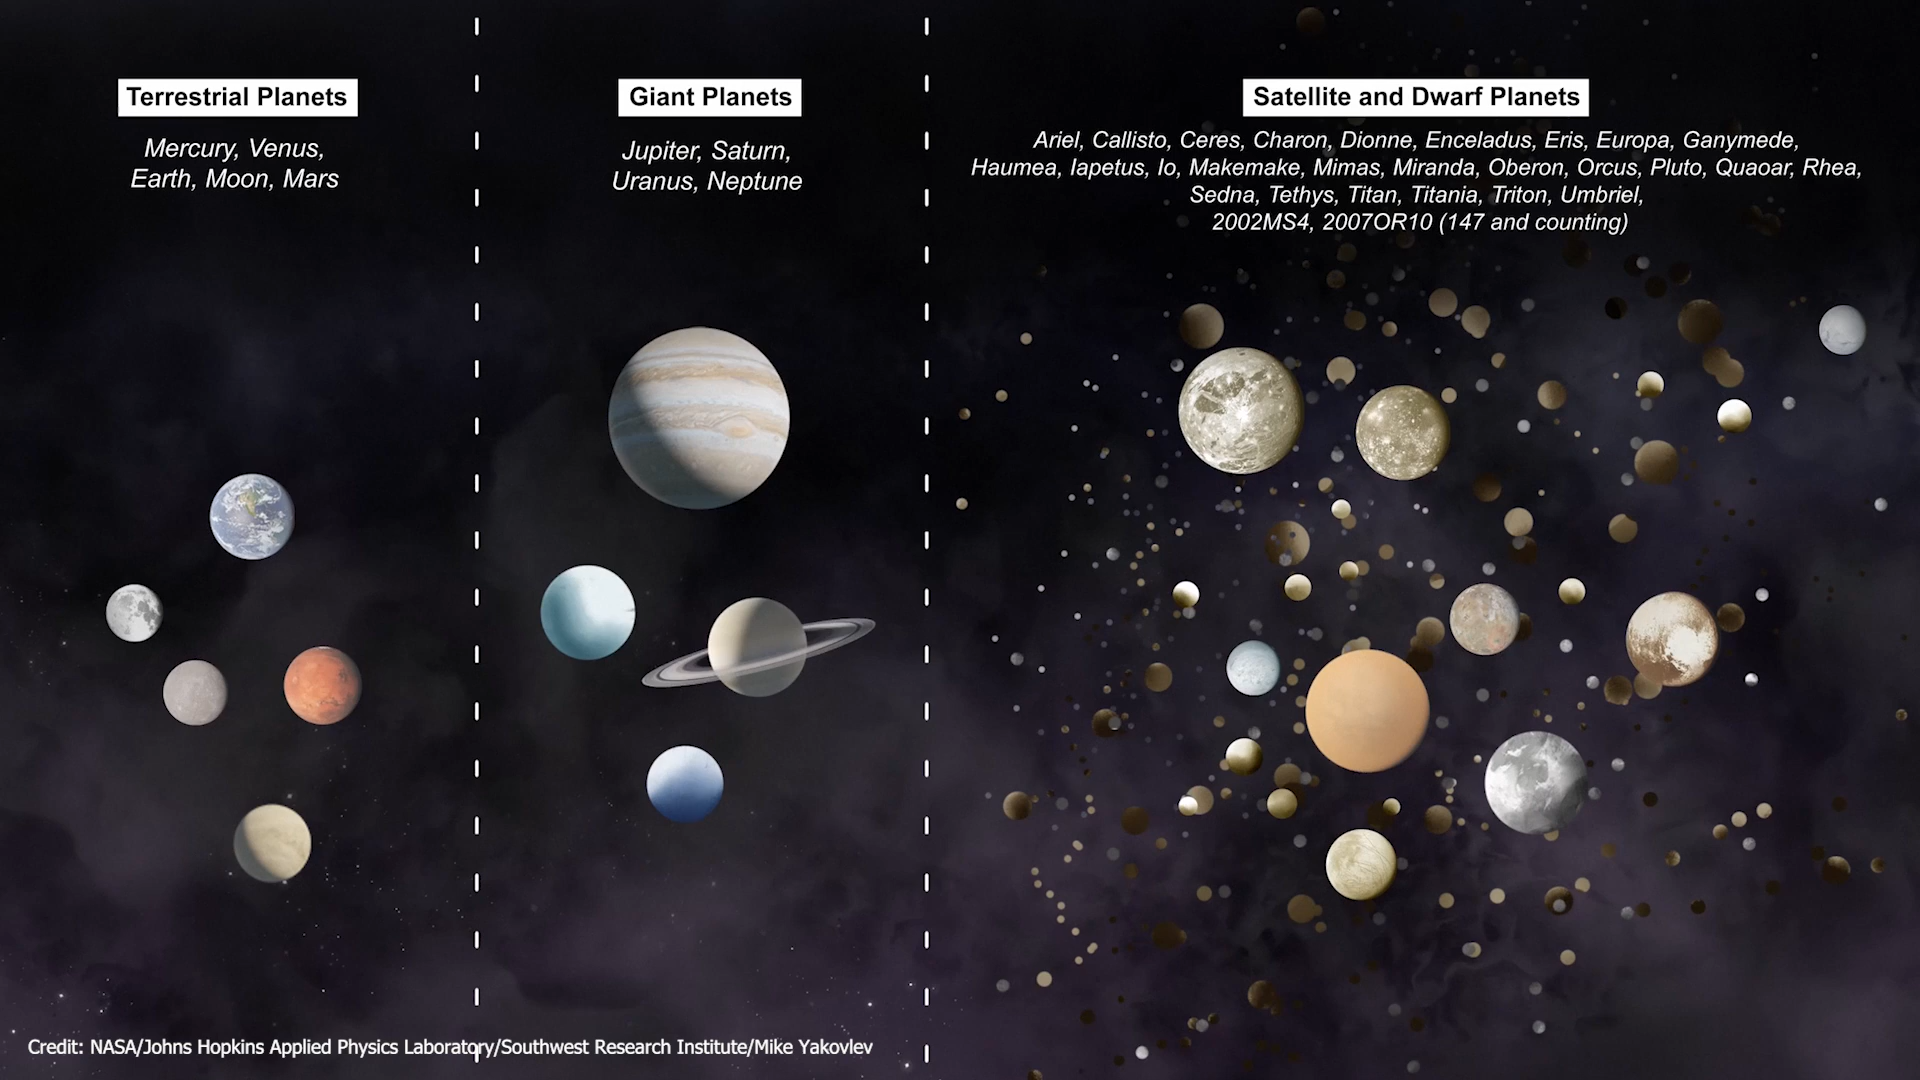 Terrestrial Planets
Mercury, Venus,
Earth, Moon, Mars
Giant Planets
Jupiter, Saturn,
Uranus, Neptune
Satellite and Dwarf Planets
Ariel, Callisto, Ceres, Charon, Dionne, Enceladus, Eris, Europa, Ganymede,
Haumea, Iapetus, Io, Makemake, Mimas, Miranda, Oberon, Orcus, Pluto, Quaoar, Rhea,
Sedna, Tethys, Titan, Titania, Triton, Umbriel,
2002MS4, 2007OR10 (147 and counting)
Credit: NASA/Johns Hopkins Applied Physics Laboratory/Southwest Research Institute/Mike Yakovlev